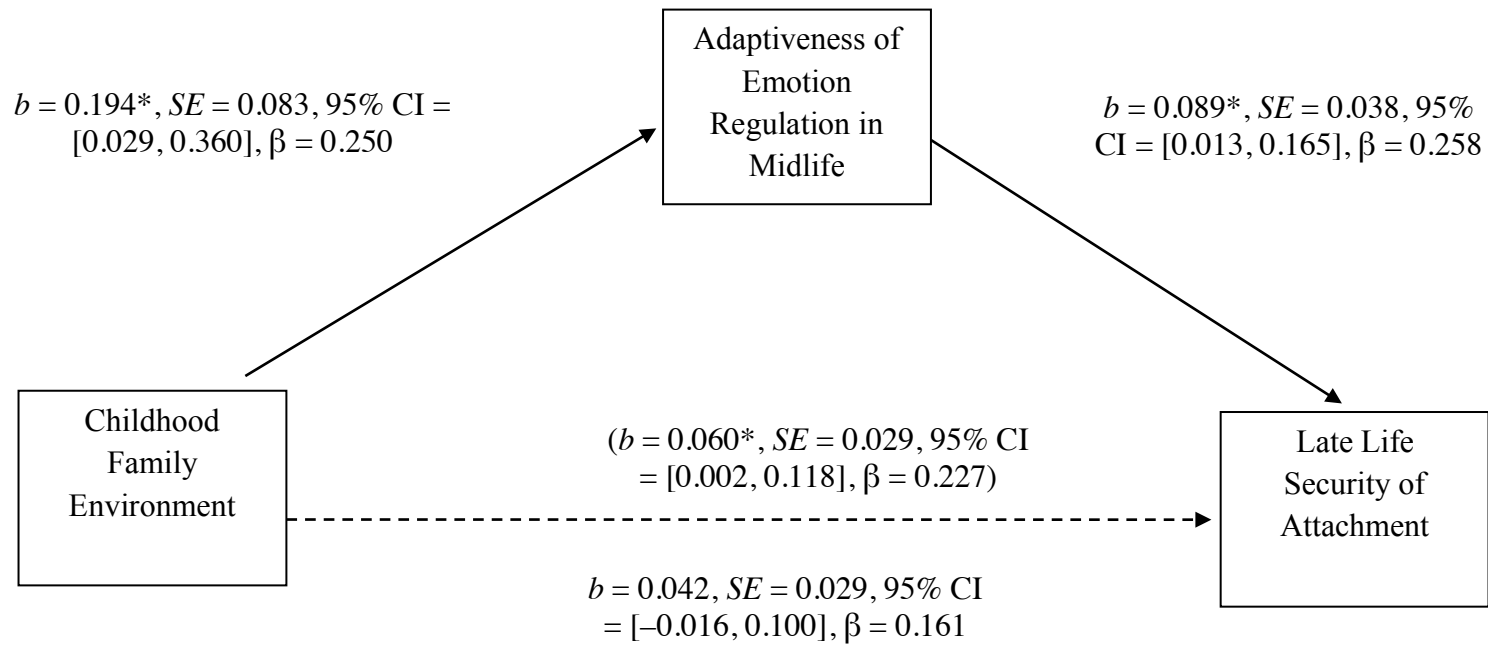 Adaptiveness of
Emotion
Regulation in
Midlife
b = 0.194*, SE = 0.083, 95% CI =
[0.029, 0.360], β = 0.250
b = 0.089*, SE = 0.038, 95%
CI = [0.013, 0.165], β = 0.258
Childhood
Family
Environment
(b = 0.060*, SE = 0.029, 95% CI
= [0.002, 0.118], β = 0.227)
Late Life
Security of
Attachment
b = 0.042, SE = 0.029, 95% CI
= [–0.016, 0.100], β = 0.161